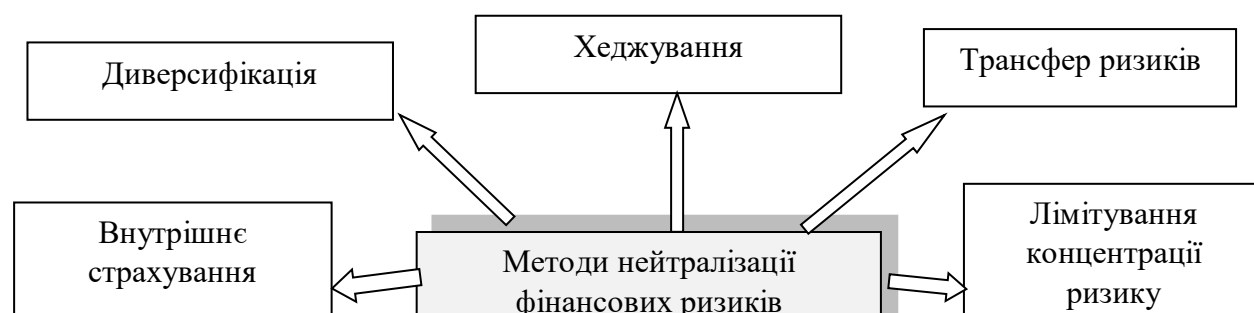 Хеджування
Диверсифікація
Трансфер ризиків
Внутрішнє
страхування
Методи нейтралізації
фінансових ризиків
Лімітування
концентрації
ризику